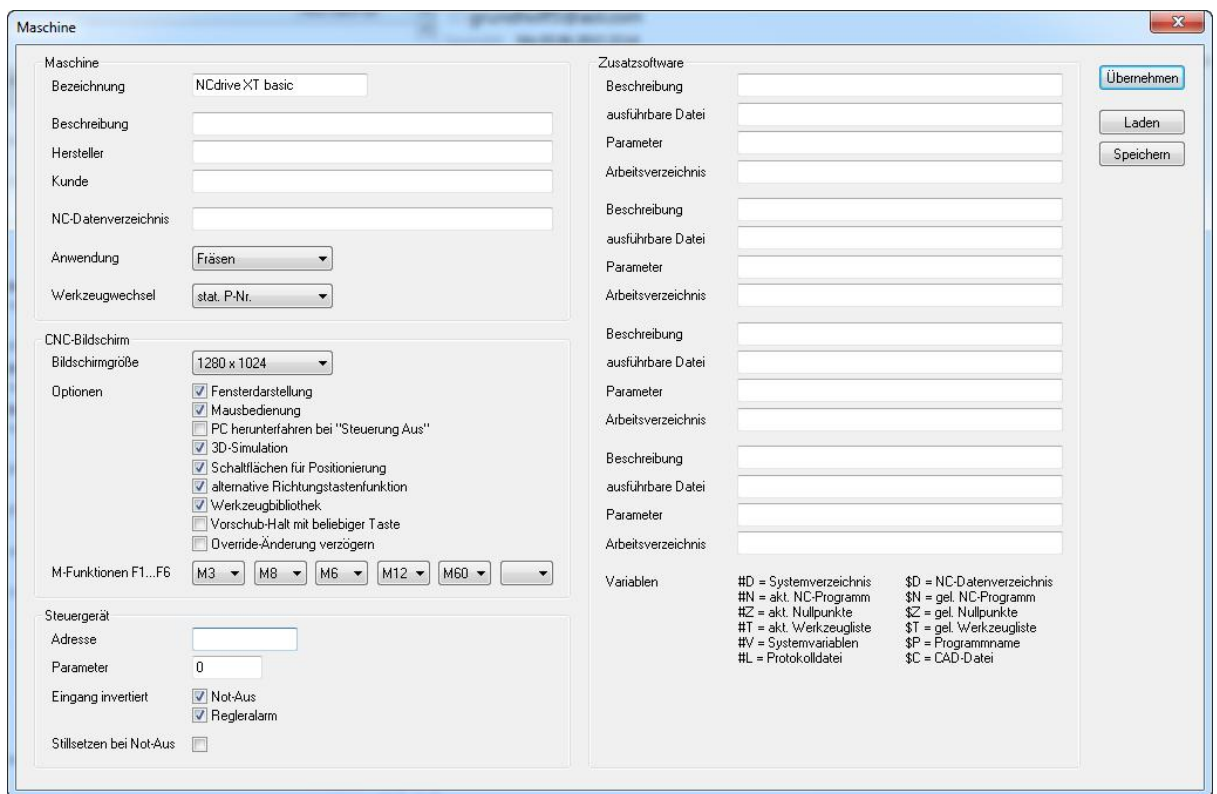 Maschine
Maschine
Bezeichnung NCdrive XT basic
Beschreibung
Hersteller
Kunde
NC-Datenverzeichnis
Anwendung Fräsen
Werkzeugwechsel stat. P-Nr.
CNC-Bildschirm
Bildschirmgröße 1280 x 1024
Optionen Fensterdarstellung
Mausbedienung
PC herunterfahren bei "Steuerung Aus"
3D-Simulation
Schaltflächen für Positionierung
alternative Richtungstastenfunktion
Werkzeugbibliothek
Vorschub-Halt mit beliebiger Taste
Override-Änderung verzögern
M-Funktionen F1...F6 M3 M8 M6 M12 M60
Steuergerät
Adresse
Parameter 0
Eingang invertiert Not-Aus
Regleralarm
Stillsetzen bei Not-Aus
Zusatzsoftware
Beschreibung
ausführbare Datei
Parameter
Arbeitsverzeichnis
Beschreibung
ausführbare Datei
Parameter
Arbeitsverzeichnis
Beschreibung
ausführbare Datei
Parameter
Arbeitsverzeichnis
Beschreibung
ausführbare Datei
Parameter
Arbeitsverzeichnis
Variablen #D = Systemverzeichnis $D = NC-Datenverzeichnis
#N = akt. NC-Programm $N = gel. NC-Programm
#Z = akt. Nullpunkte $Z = gel. Nullpunkte
#T = akt. Werkzeugliste $T = gel. Werkzeugliste
#V = Systemvariablen $P = Programmname
#L = Protokolldatei $C = CAD-Datei
Übernehmen
Laden
Speichern